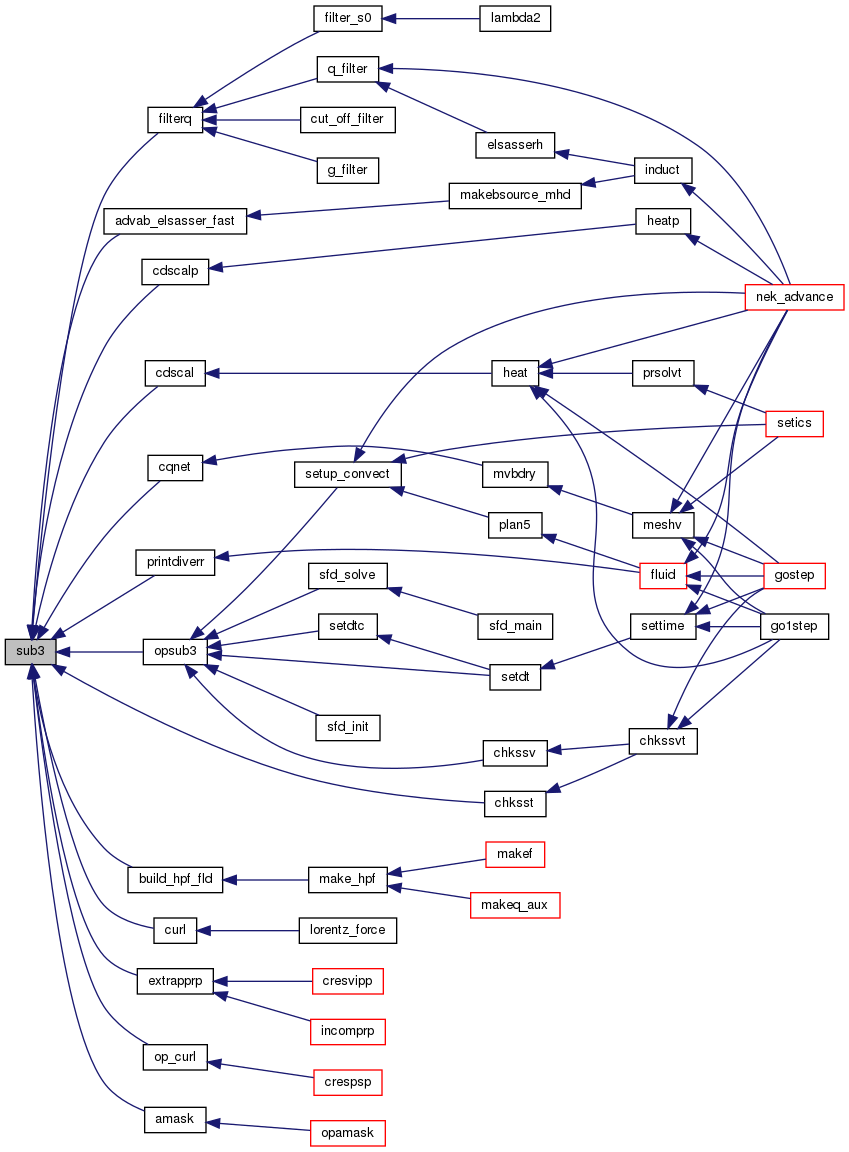 filter_s0
lambda2
q_filter
filterq
cut_off_filter
elsasserh
g_filter
induct
makebsource_mhd
advab_elsasser_fast
heatp
cdscalp
nek_advance
cdscal
heat
prsolvt
setics
cqnet
setup_convect
mvbdry
meshv
plan5
printdiverr
sfd_solve
fluid
gostep
setdtc
sfd_main
settime
go1step
sub3
opsub3
setdt
sfd_init
chkssv
chkssvt
chksst
build_hpf_fld
make_hpf
makef
makeq_aux
curl
lorentz_force
extrapprp
cresvipp
incomprp
op_curl
crespsp
amask
opamask